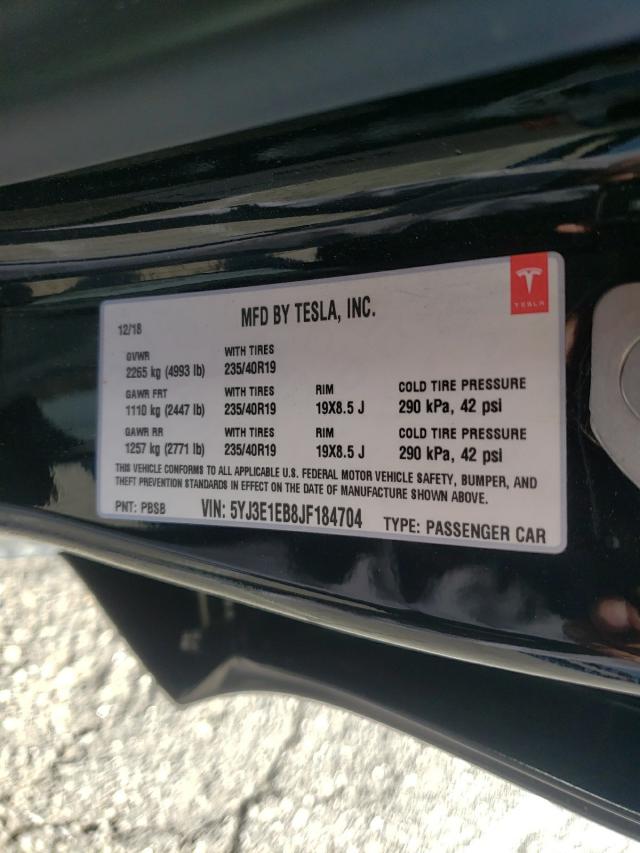 MFD BY TESLA, INC.
TESLA
12/18
GVWR WITH TIRES
2265 kg (4993 lb) 235/40R19
GAWR FRT WITH TIRES RIM COLD TIRE PRESSURE
1110 kg (2447 lb) 235/40R19 19X8.5 J 290 kPa, 42 psi
GAWR RR WITH TIRES RIM COLD TIRE PRESSURE
1257 kg (2771 lb) 235/40R19 19X8.5 J 290 kPa, 42 psi
THIS VEHICLE CONFORMS TO ALL APPLICABLE U.S. FEDERAL MOTOR VEHICLE SAFETY, BUMPER, AND
THEFT PREVENTION STANDARDS IN EFFECT ON THE DATE OF MANUFACTURE SHOWN ABOVE.
PNT: PBSB VIN: 5YJ3E1EB8JF184704 TYPE: PASSENGER CAR